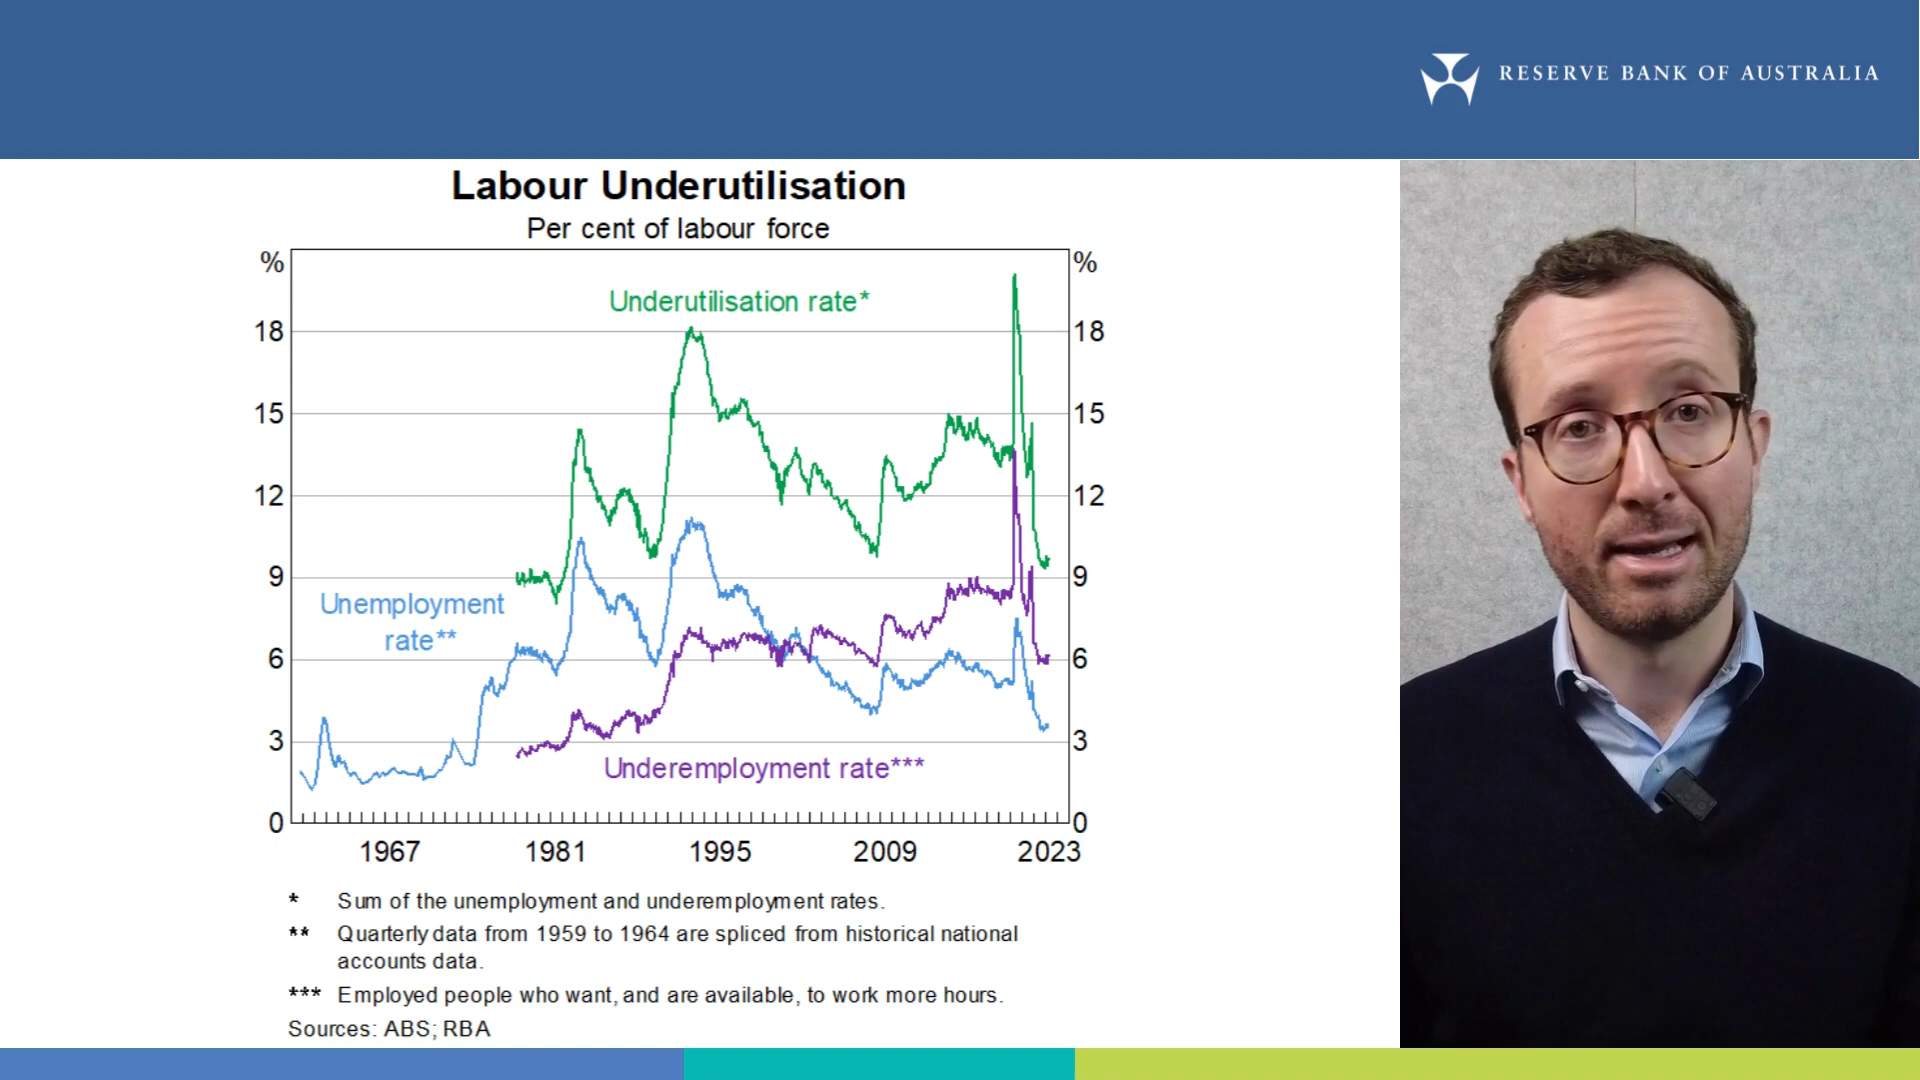 RESERVE BANK OF AUSTRALIA
Labour Underutilisation
Per cent of labour force
% %
Underutilisation rate*
18 18
15 15
12 12
9 9
Unemployment
rate**
6 6
3 3
Underemployment rate***
0 0
1967 1981 1995 2009 2023
* Sum of the unemployment and underemployment rates.
** Quarterly data from 1959 to 1964 are spliced from historical national
accounts data.
*** Employed people who want, and are available, to work more hours.
Sources: ABS; RBA